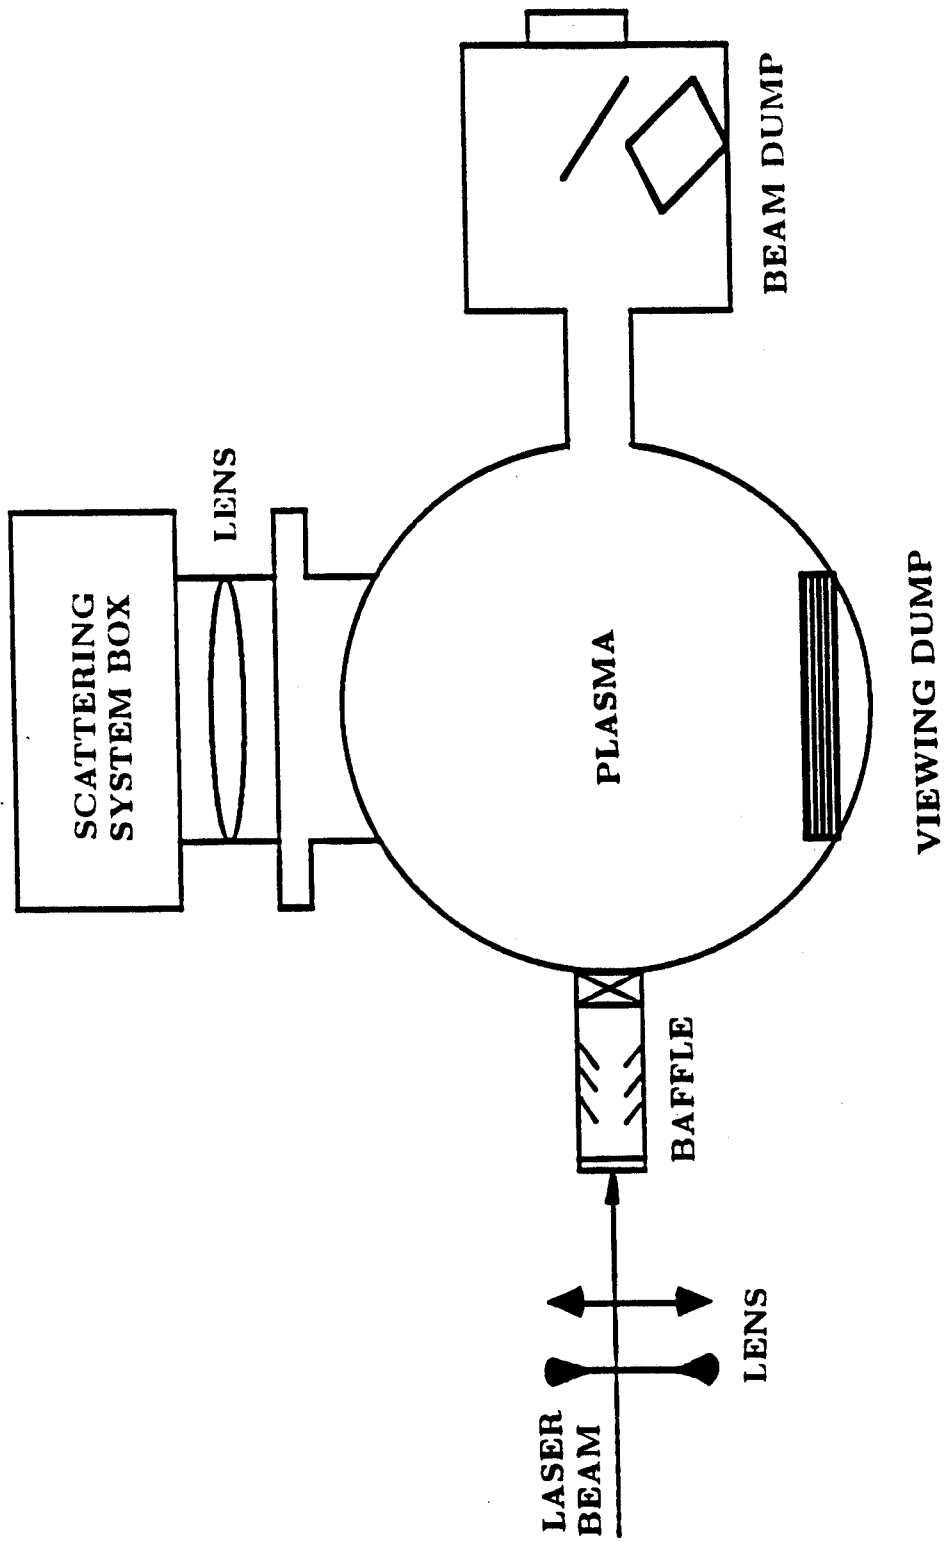 SCATTERING
SYSTEM BOX
LENS
BEAM DUMP
PLASMA
LASER
BEAM
LENS
BAFFLE
VIEWING DUMP